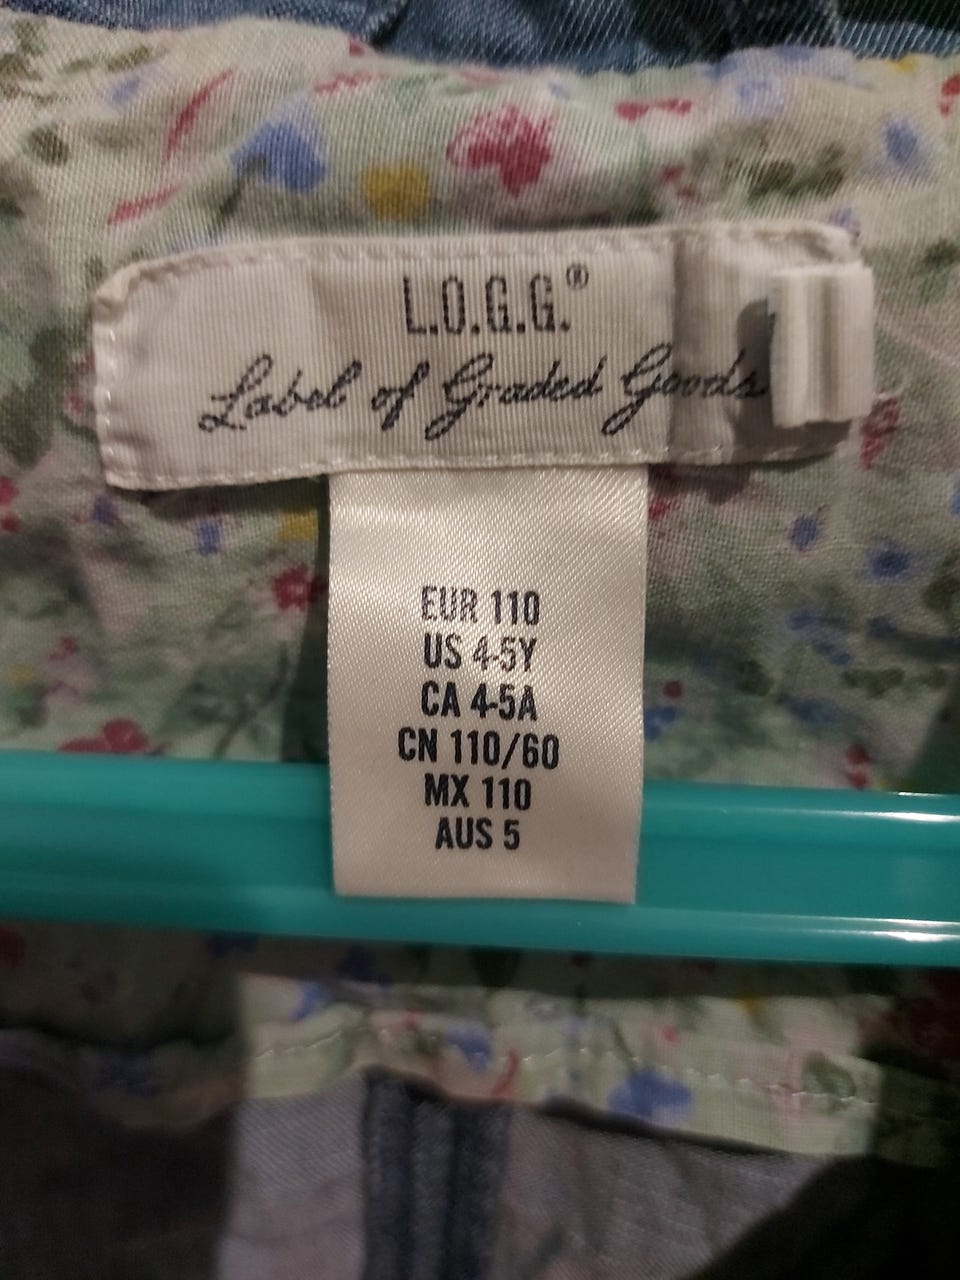 L.O.G.G.®
Label of Graded Goods
EUR 110
US 4-5Y
CA 4-5A
CN 110/60
MX 110
AUS 5